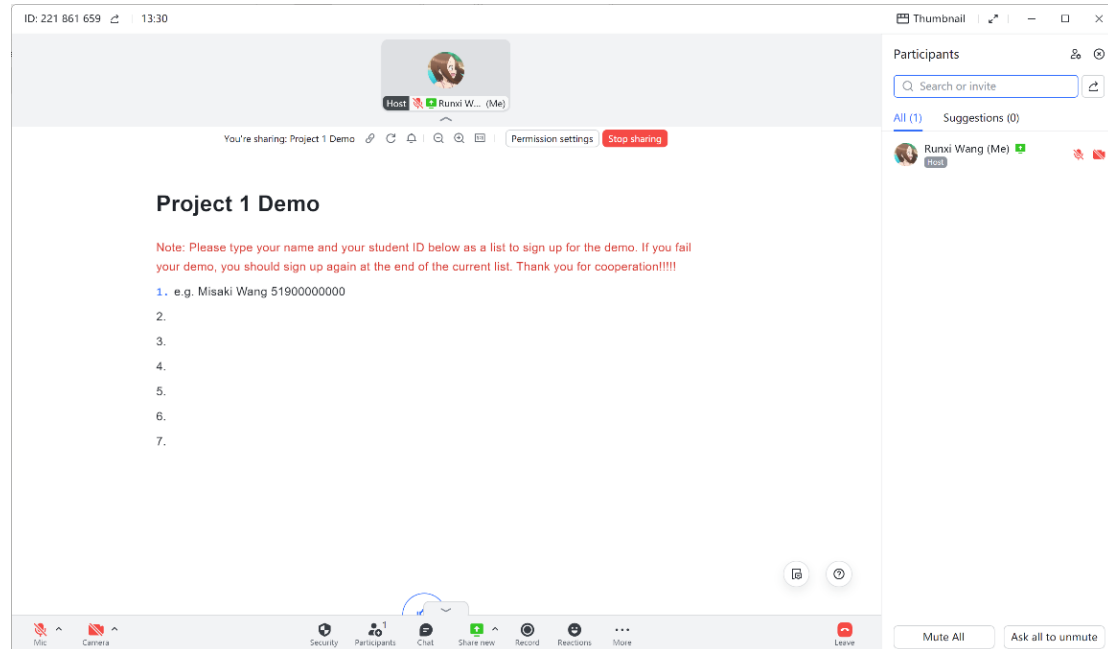 ID: 221 861 659 13:30 Thumbnail
Host Runxi W... (Me)
You're sharing: Project 1 Demo Permission settings Stop sharing
Project 1 Demo
Note: Please type your name and your student ID below as a list to sign up for the demo. If you fail
your demo, you should sign up again at the end of the current list. Thank you for cooperation!!!!!
1. e.g. Misaki Wang 51900000000
2.
3.
4.
5.
6.
7.
Mic Camera Security Participants 1 Chat Share new Record Reactions More Leave
Participants
Search or invite
All (1) Suggestions (0)
Runxi Wang (Me)
Host
Mute All Ask all to unmute